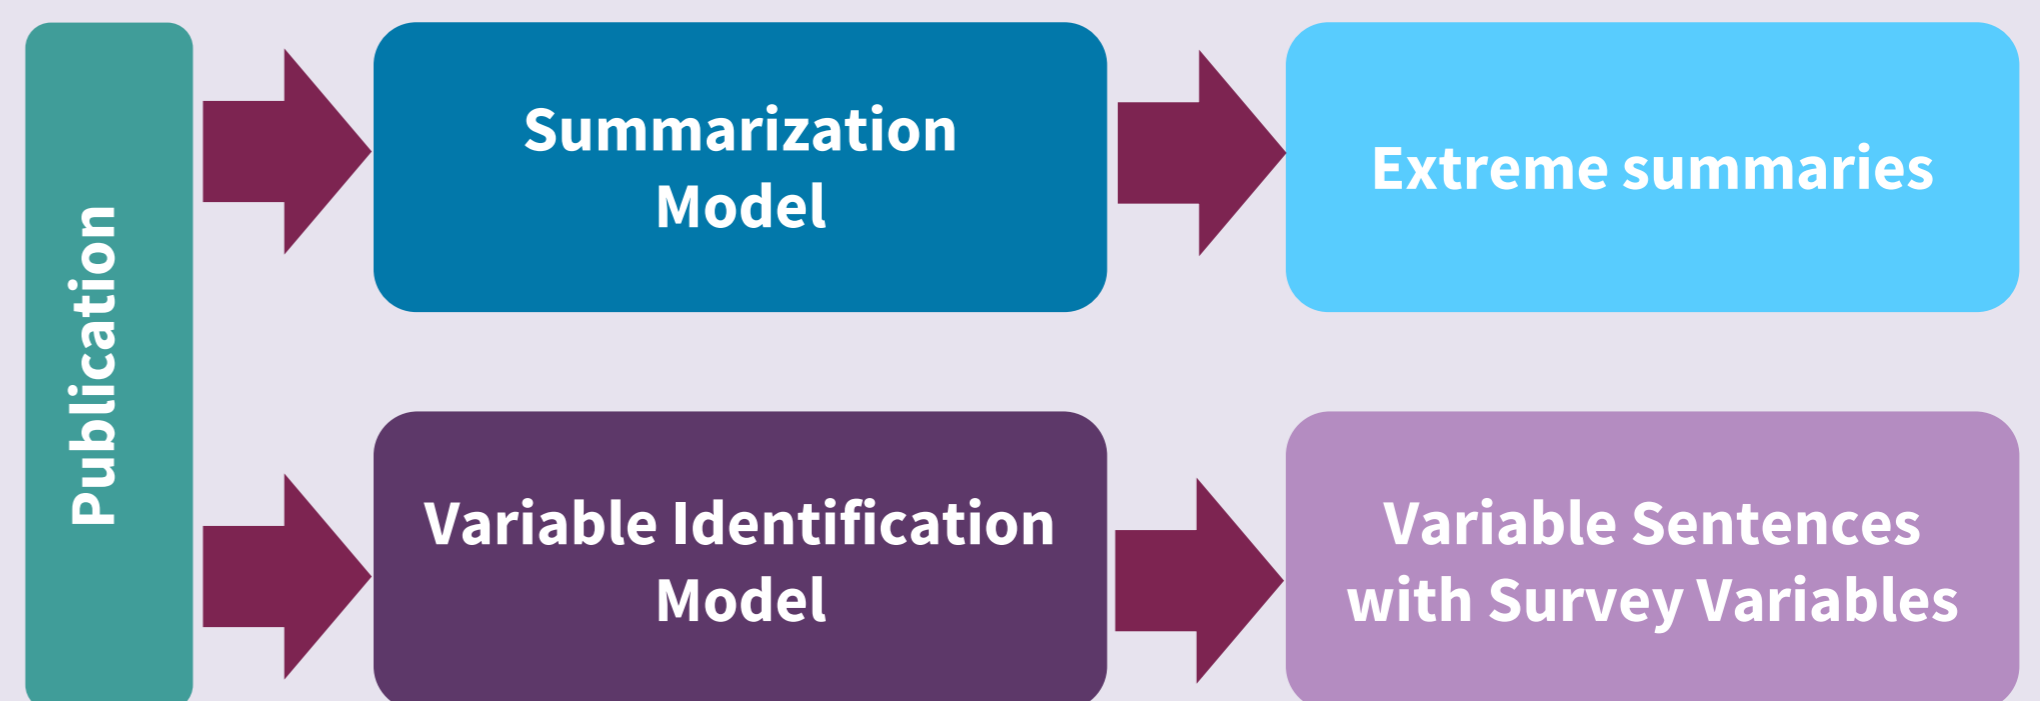 Publication
Summarization
Model
Extreme summaries
Variable Identification
Model
Variable Sentences
with Survey Variables